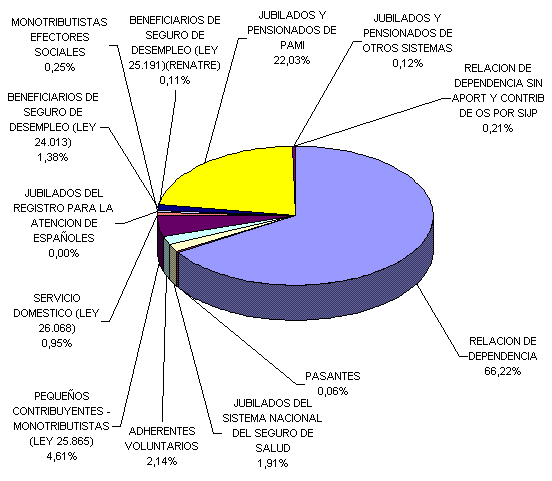 MONOTRIBUTISTAS
EFECTORES
SOCIALES
0,25%
BENEFICIARIOS DE
SEGURO DE
DESEMPLEO (LEY
25.191)(RENATRE)
0,11%
JUBILADOS Y
PENSIONADOS DE
PAMI
22,03%
JUBILADOS Y
PENSIONADOS DE
OTROS SISTEMAS
0,12%
RELACION DE
DEPENDENCIA SIN
APORT Y CONTRIB
DE OS POR SIJP
0,21%
BENEFICIARIOS DE
SEGURO DE
DESEMPLEO (LEY
24.013)
1,38%
JUBILADOS DEL
REGISTRO PARA LA
ATENCION DE
ESPAÑOLES
0,00%
SERVICIO
DOMESTICO (LEY
26.068)
0,95%
RELACION DE
DEPENDENCIA
66,22%
PEQUEÑOS
CONTRIBUYENTES -
MONOTRIBUTISTAS
(LEY 25.865)
4,61%
ADHERENTES
VOLUNTARIOS
2,14%
JUBILADOS DEL
SISTEMA NACIONAL
DEL SEGURO DE
SALUD
1,91%
PASANTES
0,06%